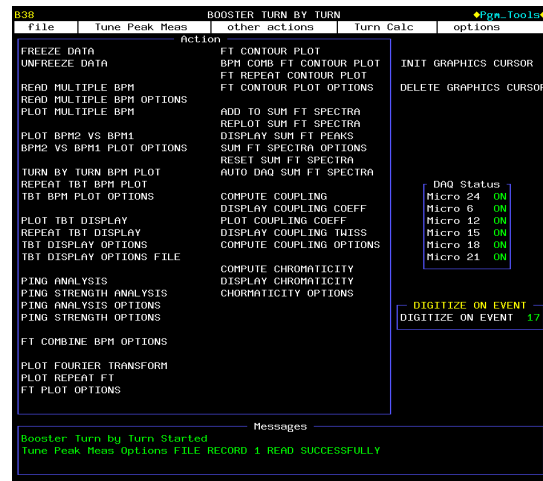 B38 BOOSTER TURN BY TURN ◆Pgm_Tools◆
file Tune Peak Meas other actions Turn Calc options
Action
FREEZE DATA FT CONTOUR PLOT
UNFREEZE DATA BPM COMB FT CONTOUR PLOT INIT GRAPHICS CURSOR
FT REPEAT CONTOUR PLOT
READ MULTIPLE BPM FT CONTOUR PLOT OPTIONS DELETE GRAPHICS CURSOR
READ MULTIPLE BPM OPTIONS
PLOT MULTIPLE BPM ADD TO SUM FT SPECTRA
REPLOT SUM FT SPECTRA
PLOT BPM2 VS BPM1 DISPLAY SUM FT PEAKS
BPM2 VS BPM1 PLOT OPTIONS SUM FT SPECTRA OPTIONS
RESET SUM FT SPECTRA
TURN BY TURN BPM PLOT AUTO DAQ SUM FT SPECTRA
REPEAT TBT BPM PLOT DAQ Status
TBT BPM PLOT OPTIONS COMPUTE COUPLING Micro 24 ON
DISPLAY COUPLING COEFF Micro 6 ON
PLOT TBT DISPLAY PLOT COUPLING COEFF Micro 12 ON
REPEAT TBT DISPLAY DISPLAY COUPLING TWISS Micro 15 ON
TBT DISPLAY OPTIONS COMPUTE COUPLING OPTIONS Micro 18 ON
TBT DISPLAY OPTIONS FILE Micro 21 ON
COMPUTE CHROMATICITY
PING ANALYSIS DISPLAY CHROMATICITY
PING STRENGTH ANALYSIS CHORMATICITY OPTIONS
PING ANALYSIS OPTIONS DIGITIZE ON EVENT
PING STRENGTH OPTIONS DIGITIZE ON EVENT 17
FT COMBINE BPM OPTIONS
PLOT FOURIER TRANSFORM
PLOT REPEAT FT
FT PLOT OPTIONS
Messages
Booster Turn by Turn Started
Tune Peak Meas Options FILE RECORD 1 READ SUCCESSFULLY